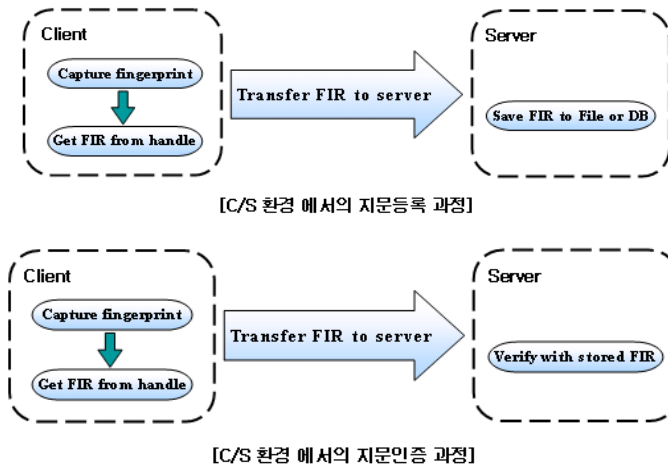 Client
Server
Capture fingerprint
Transfer FIR to server
Save FIR to File or DB
Get FIR from handle
[C/S 환경 에서의 지문등록 과정]
Client
Server
Capture fingerprint
Transfer FIR to server
Verify with stored FIR
Get FIR from handle
[C/S 환경 에서의 지문인증 과정]